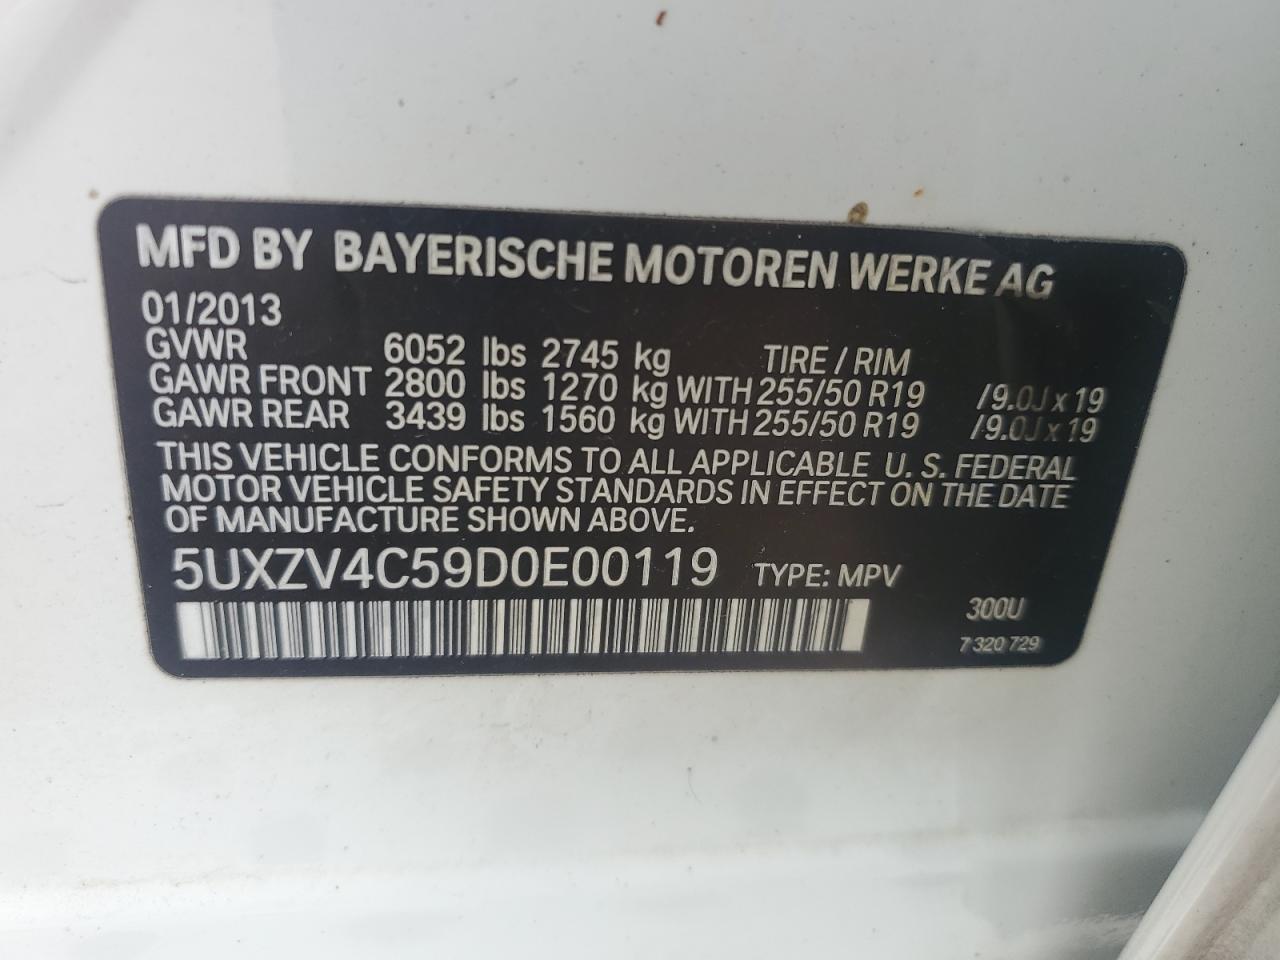 MFD BY BAYERISCHE MOTOREN WERKE AG
01/2013
GVWR 6052 lbs 2745 kg TIRE / RIM
GAWR FRONT 2800 lbs 1270 kg WITH 255/50 R19 /9.0J x 19
GAWR REAR 3439 lbs 1560 kg WITH 255/50 R19 /9.0J x 19
THIS VEHICLE CONFORMS TO ALL APPLICABLE U. S. FEDERAL
MOTOR VEHICLE SAFETY STANDARDS IN EFFECT ON THE DATE
OF MANUFACTURE SHOWN ABOVE.
5UXZV4C59D0E00119 TYPE: MPV
300U
7 320 729